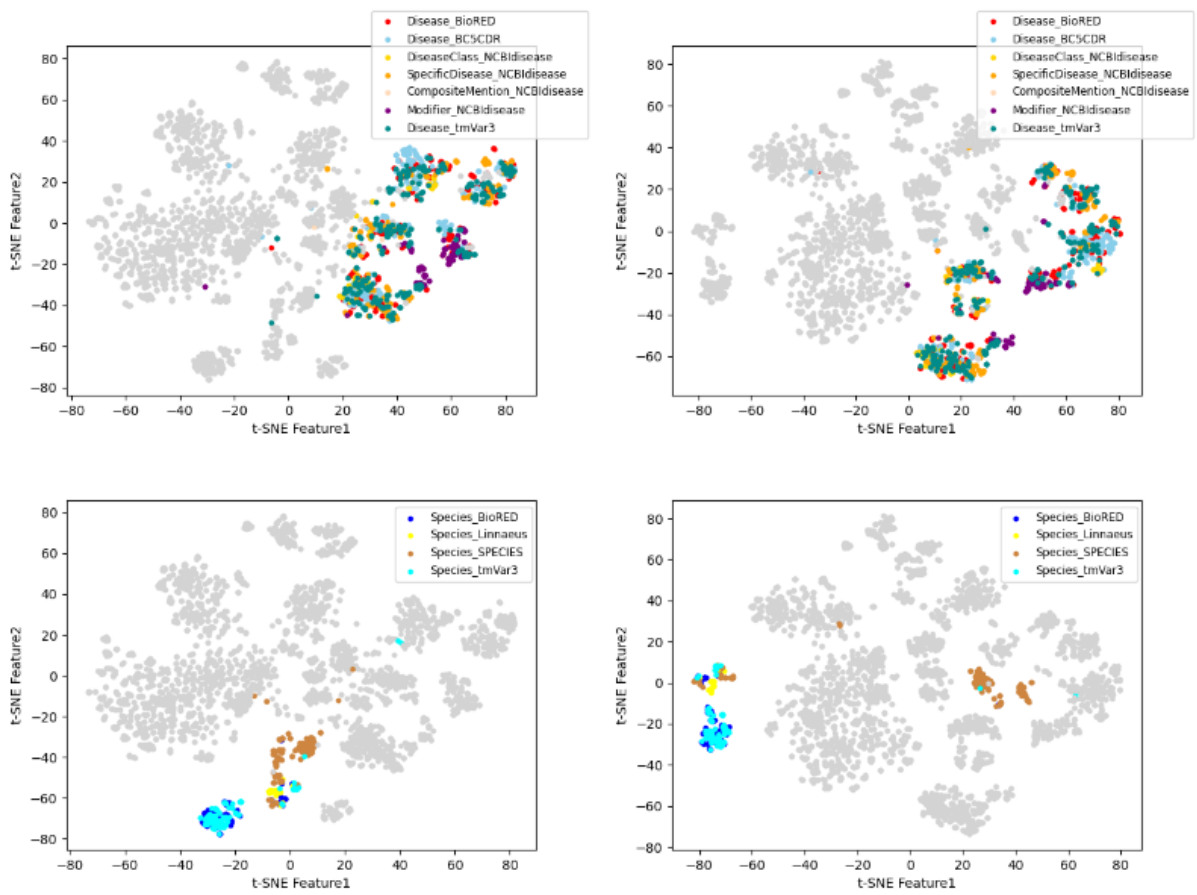 Disease_BioRED
Disease_BC5CDR
DiseaseClass_NCBIdisease
SpecificDisease_NCBIdisease
CompositeMention_NCBIdisease
Modifier_NCBIdisease
Disease_tmVar3
80
60
40
20
0
−20
−40
−60
−80
t-SNE Feature2
−80 −60 −40 −20 0 20 40 60 80
t-SNE Feature1
Disease_BioRED
Disease_BC5CDR
DiseaseClass_NCBIdisease
SpecificDisease_NCBIdisease
CompositeMention_NCBIdisease
Modifier_NCBIdisease
Disease_tmVar3
80
60
40
20
0
−20
−40
−60
t-SNE Feature2
−80 −60 −40 −20 0 20 40 60 80
t-SNE Feature1
Species_BioRED
Species_Linnaeus
Species_SPECIES
Species_tmVar3
80
60
40
20
0
−20
−40
−60
−80
t-SNE Feature2
−80 −60 −40 −20 0 20 40 60 80
t-SNE Feature1
Species_BioRED
Species_Linnaeus
Species_SPECIES
Species_tmVar3
80
60
40
20
0
−20
−40
−60
−80
t-SNE Feature2
−80 −60 −40 −20 0 20 40 60 80
t-SNE Feature1